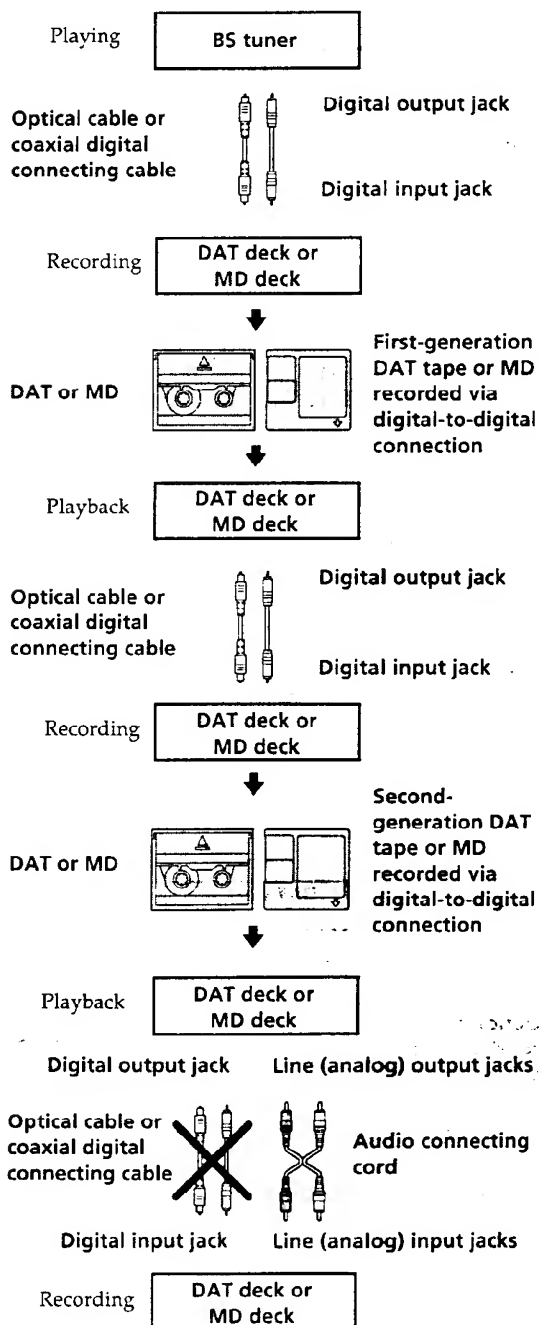 Playing
BS tuner
Optical cable or
coaxial digital
connecting cable
Digital output jack
Digital input jack
Recording
DAT deck or
MD deck
DAT or MD
First-generation
DAT tape or MD
recorded via
digital-to-digital
connection
Playback
DAT deck or
MD deck
Optical cable or
coaxial digital
connecting cable
Digital output jack
Digital input jack
Recording
DAT deck or
MD deck
DAT or MD
Second-
generation DAT
tape or MD
recorded via
digital-to-digital
connection
Playback
DAT deck or
MD deck
Digital output jack
Line (analog) output jacks
Optical cable or
coaxial digital
connecting cable
Audio connecting
cord
Digital input jack
Line (analog) input jacks
Recording
DAT deck or
MD deck